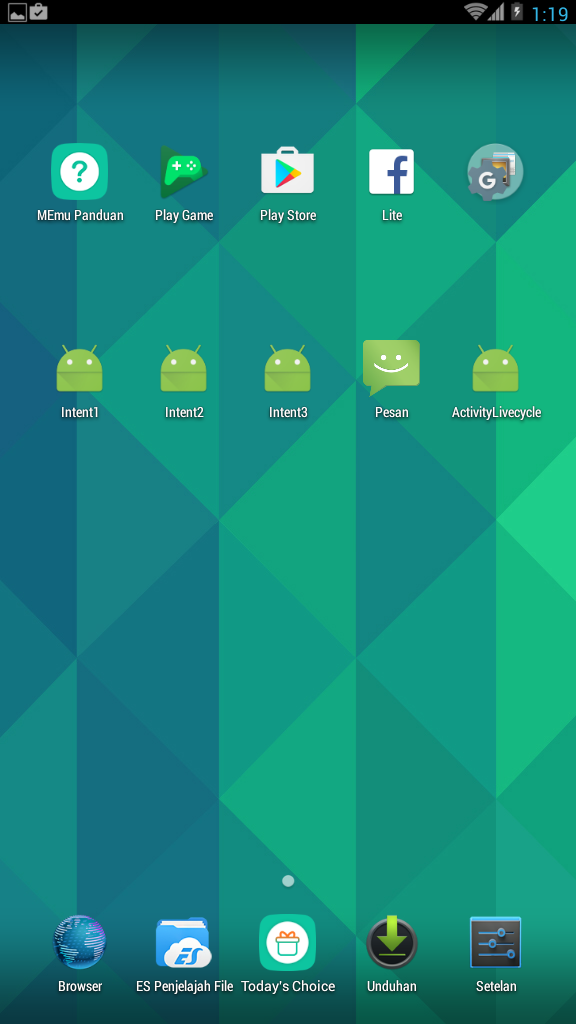 1:19
MEmu Panduan
Play Game
Play Store
Lite
G
Intent1
Intent2
Intent3
Pesan
ActivityLivecycle
ES
Browser
ES Penjelajah File
Today's Choice
Unduhan
Setelan